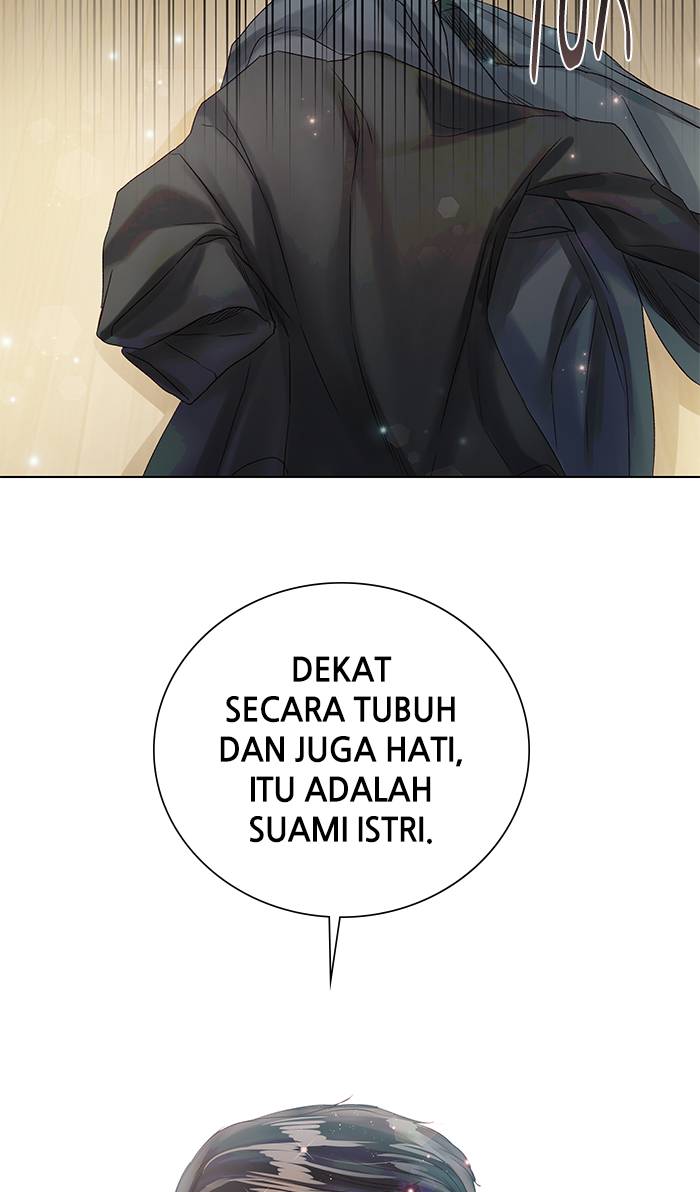 DEKAT
SECARA TUBUH
DAN JUGA HATI,
ITU ADALAH
SUAMI ISTRI.